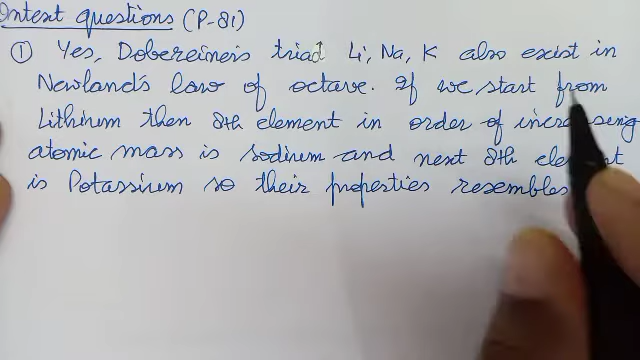 Intext questions (P-81)
① Yes, Dobereiner's triad Li, Na, K also exist in
Newland's law of octave. If we start from
Lithium then 8th element in order of increasing
atomic mass is sodium and next 8th element
is Potassium so their properties resembles